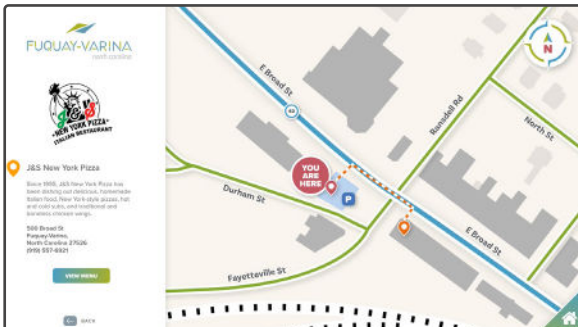 FUQUAY-VARINA
north carolina
J&S
NEW YORK PIZZA
ITALIAN RESTAURANT
J&S New York Pizza
Since 1995, J&S New York Pizza has
been dishing out delicious, homemade
Italian food. New York-style pizzas, hot
and cold subs, and traditional and
boneless chicken wings.
500 Broad St
Fuquay-Varina,
North Carolina 27526
(919) 557-6921
VIEW MENU
BACK
E Broad St
YOU
ARE
HERE
P
Durham St
Fayetteville St
Ransdell Rd
North St
E Broad St
N